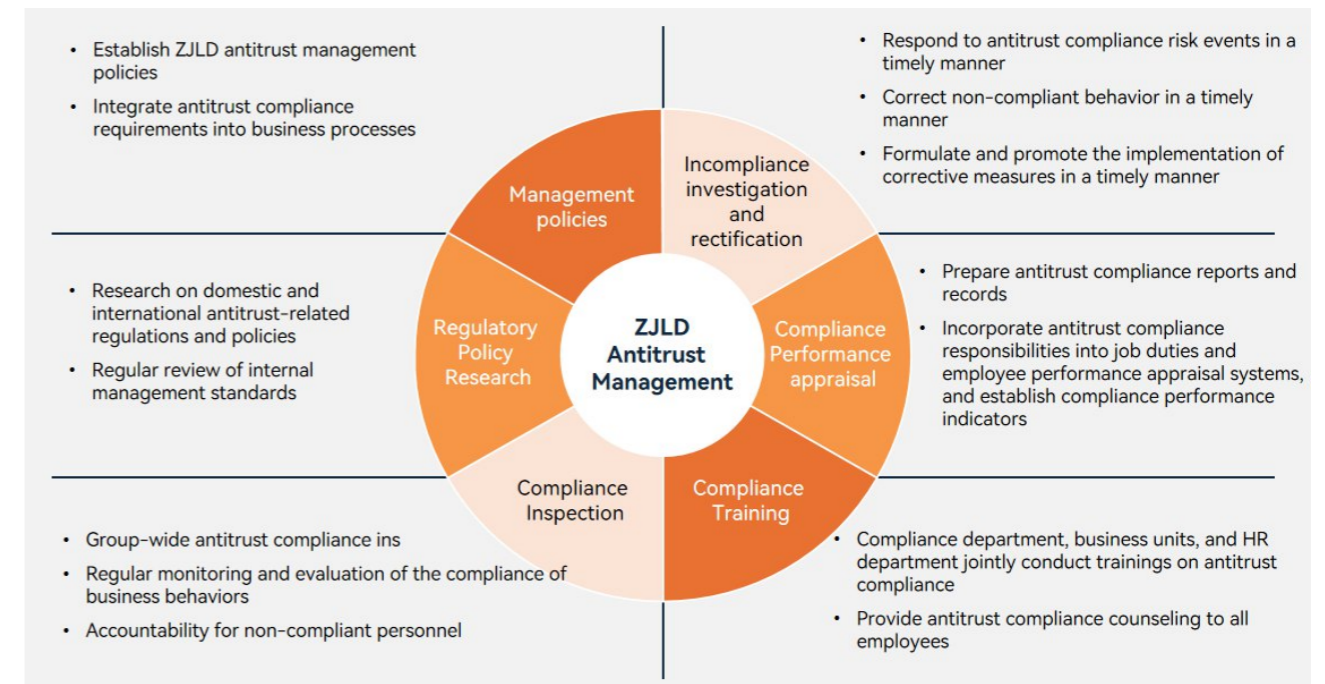 • Establish ZJLD antitrust management
policies
• Integrate antitrust compliance
requirements into business processes
• Respond to antitrust compliance risk events in a
timely manner
• Correct non-compliant behavior in a timely
manner
• Formulate and promote the implementation of
corrective measures in a timely manner
Management
policies
Incompliance
investigation
and
rectification
• Research on domestic and
international antitrust-related
regulations and policies
• Regular review of internal
management standards
Regulatory
Policy
Research
ZJLD
Antitrust
Management
Compliance
Performance
appraisal
• Prepare antitrust compliance reports and
records
• Incorporate antitrust compliance
responsibilities into job duties and
employee performance appraisal systems,
and establish compliance performance
indicators
Compliance
Inspection
Compliance
Training
• Group-wide antitrust compliance ins
• Regular monitoring and evaluation of the compliance of
business behaviors
• Accountability for non-compliant personnel
• Compliance department, business units, and HR
department jointly conduct trainings on antitrust
compliance
• Provide antitrust compliance counseling to all
employees